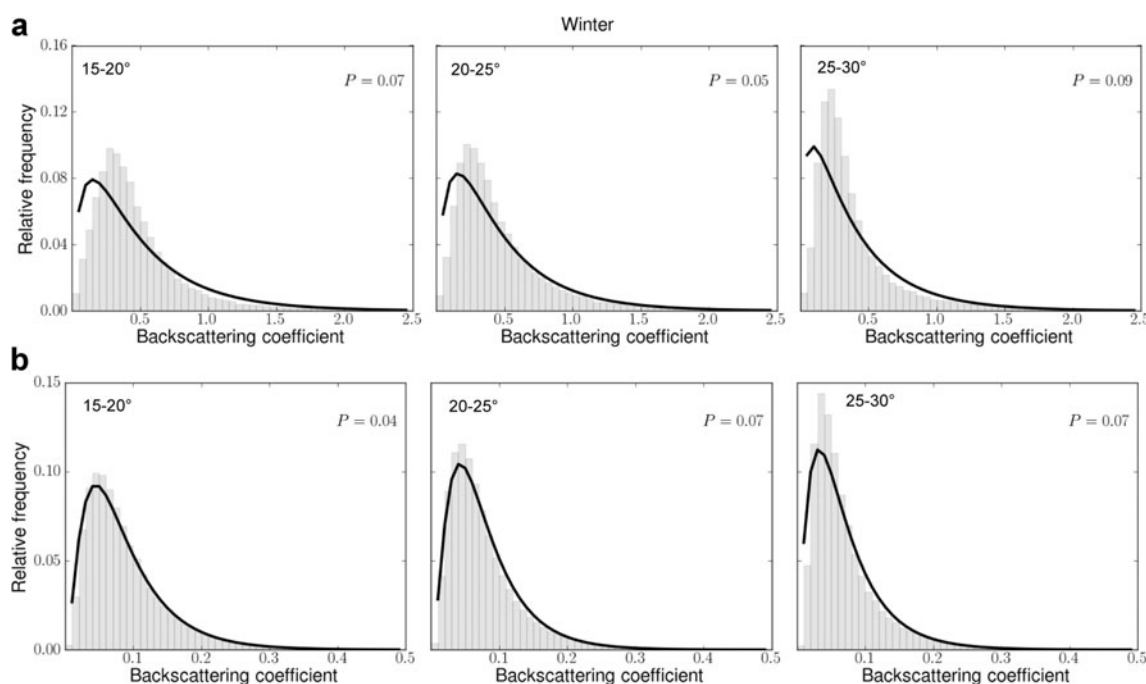 a
Winter
0.16
0.12
0.08
0.04
0.00
Relative frequency
15-20°
P = 0.07
0.5 1.0 1.5 2.0 2.5
Backscattering coefficient
20-25°
P = 0.05
0.5 1.0 1.5 2.0 2.5
Backscattering coefficient
25-30°
P = 0.09
0.5 1.0 1.5 2.0 2.5
Backscattering coefficient
b
0.15
0.10
0.05
0.00
Relative frequency
15-20°
P = 0.04
0.1 0.2 0.3 0.4 0.5
Backscattering coefficient
20-25°
P = 0.07
0.1 0.2 0.3 0.4 0.5
Backscattering coefficient
25-30°
P = 0.07
0.1 0.2 0.3 0.4 0.5
Backscattering coefficient